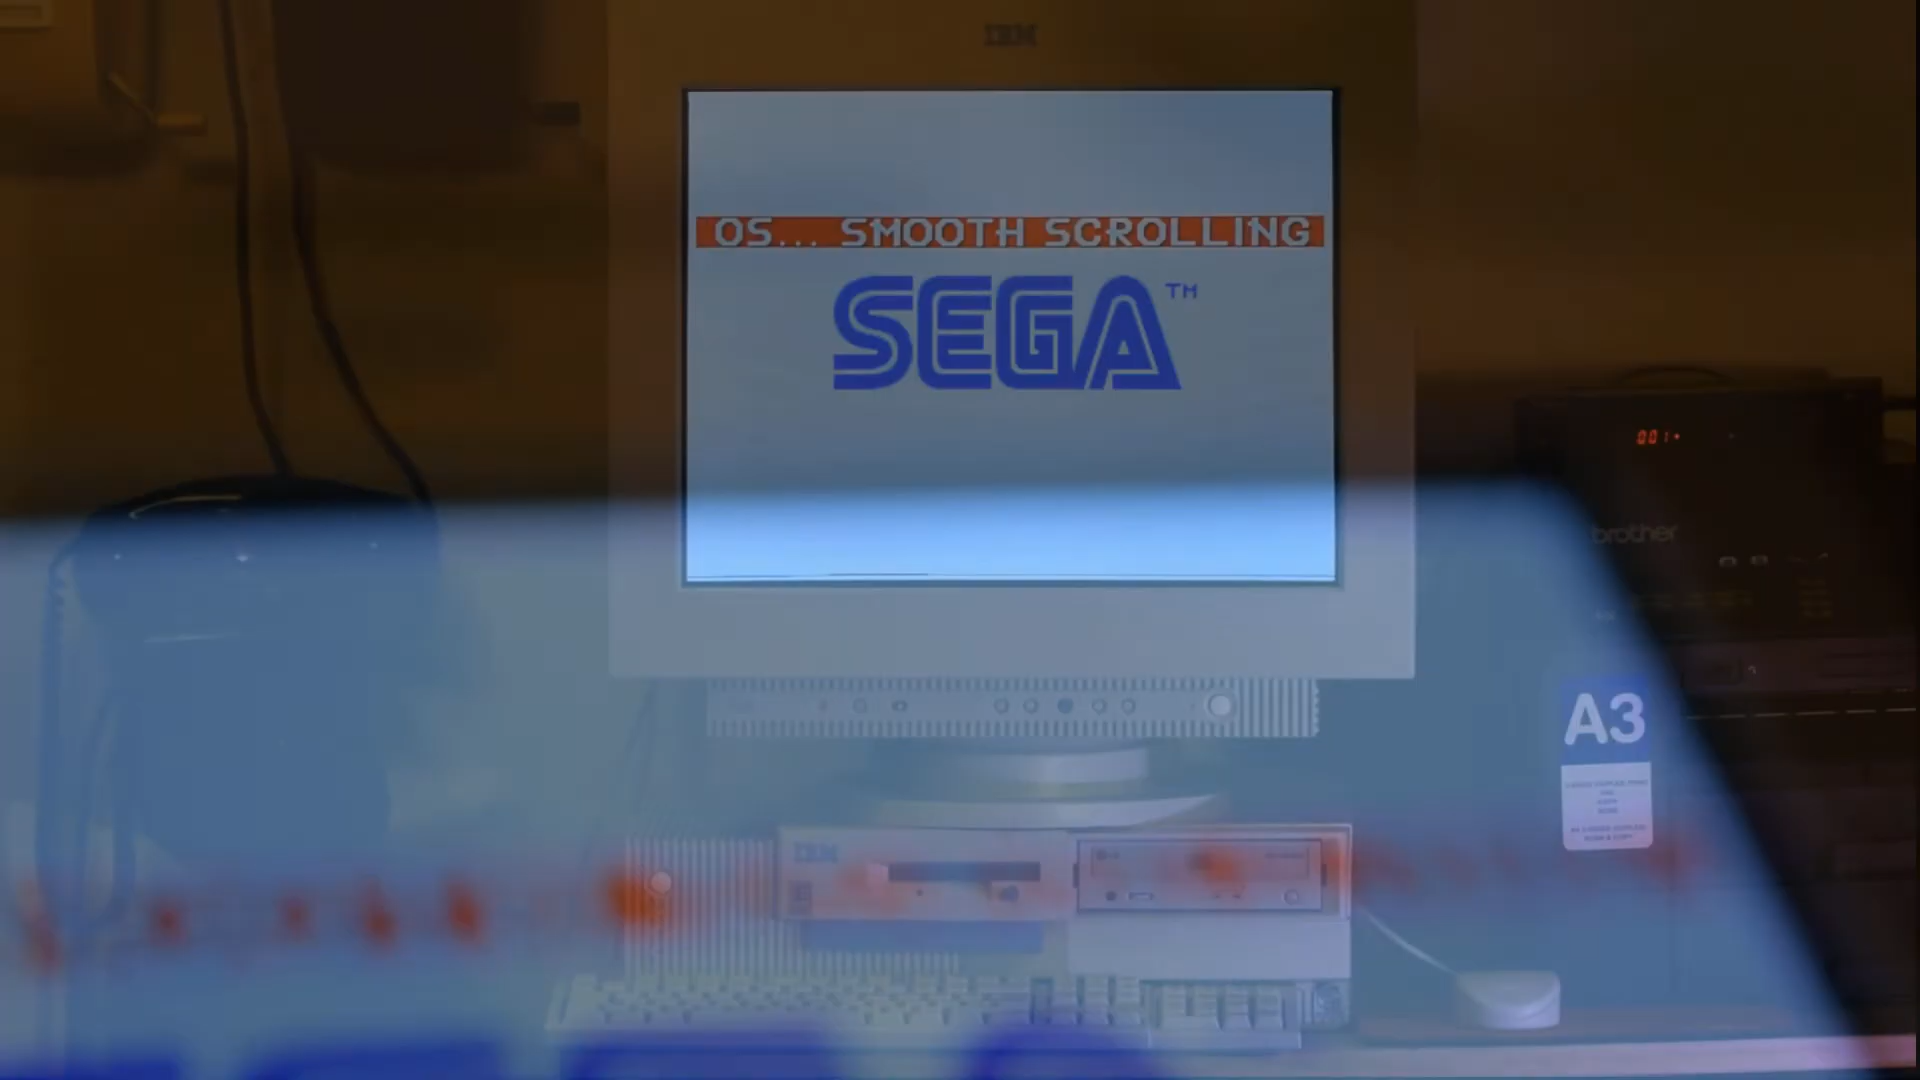 IBM
OS... SMOOTH SCROLLING
SEGA™
001
brother
A3
IBM